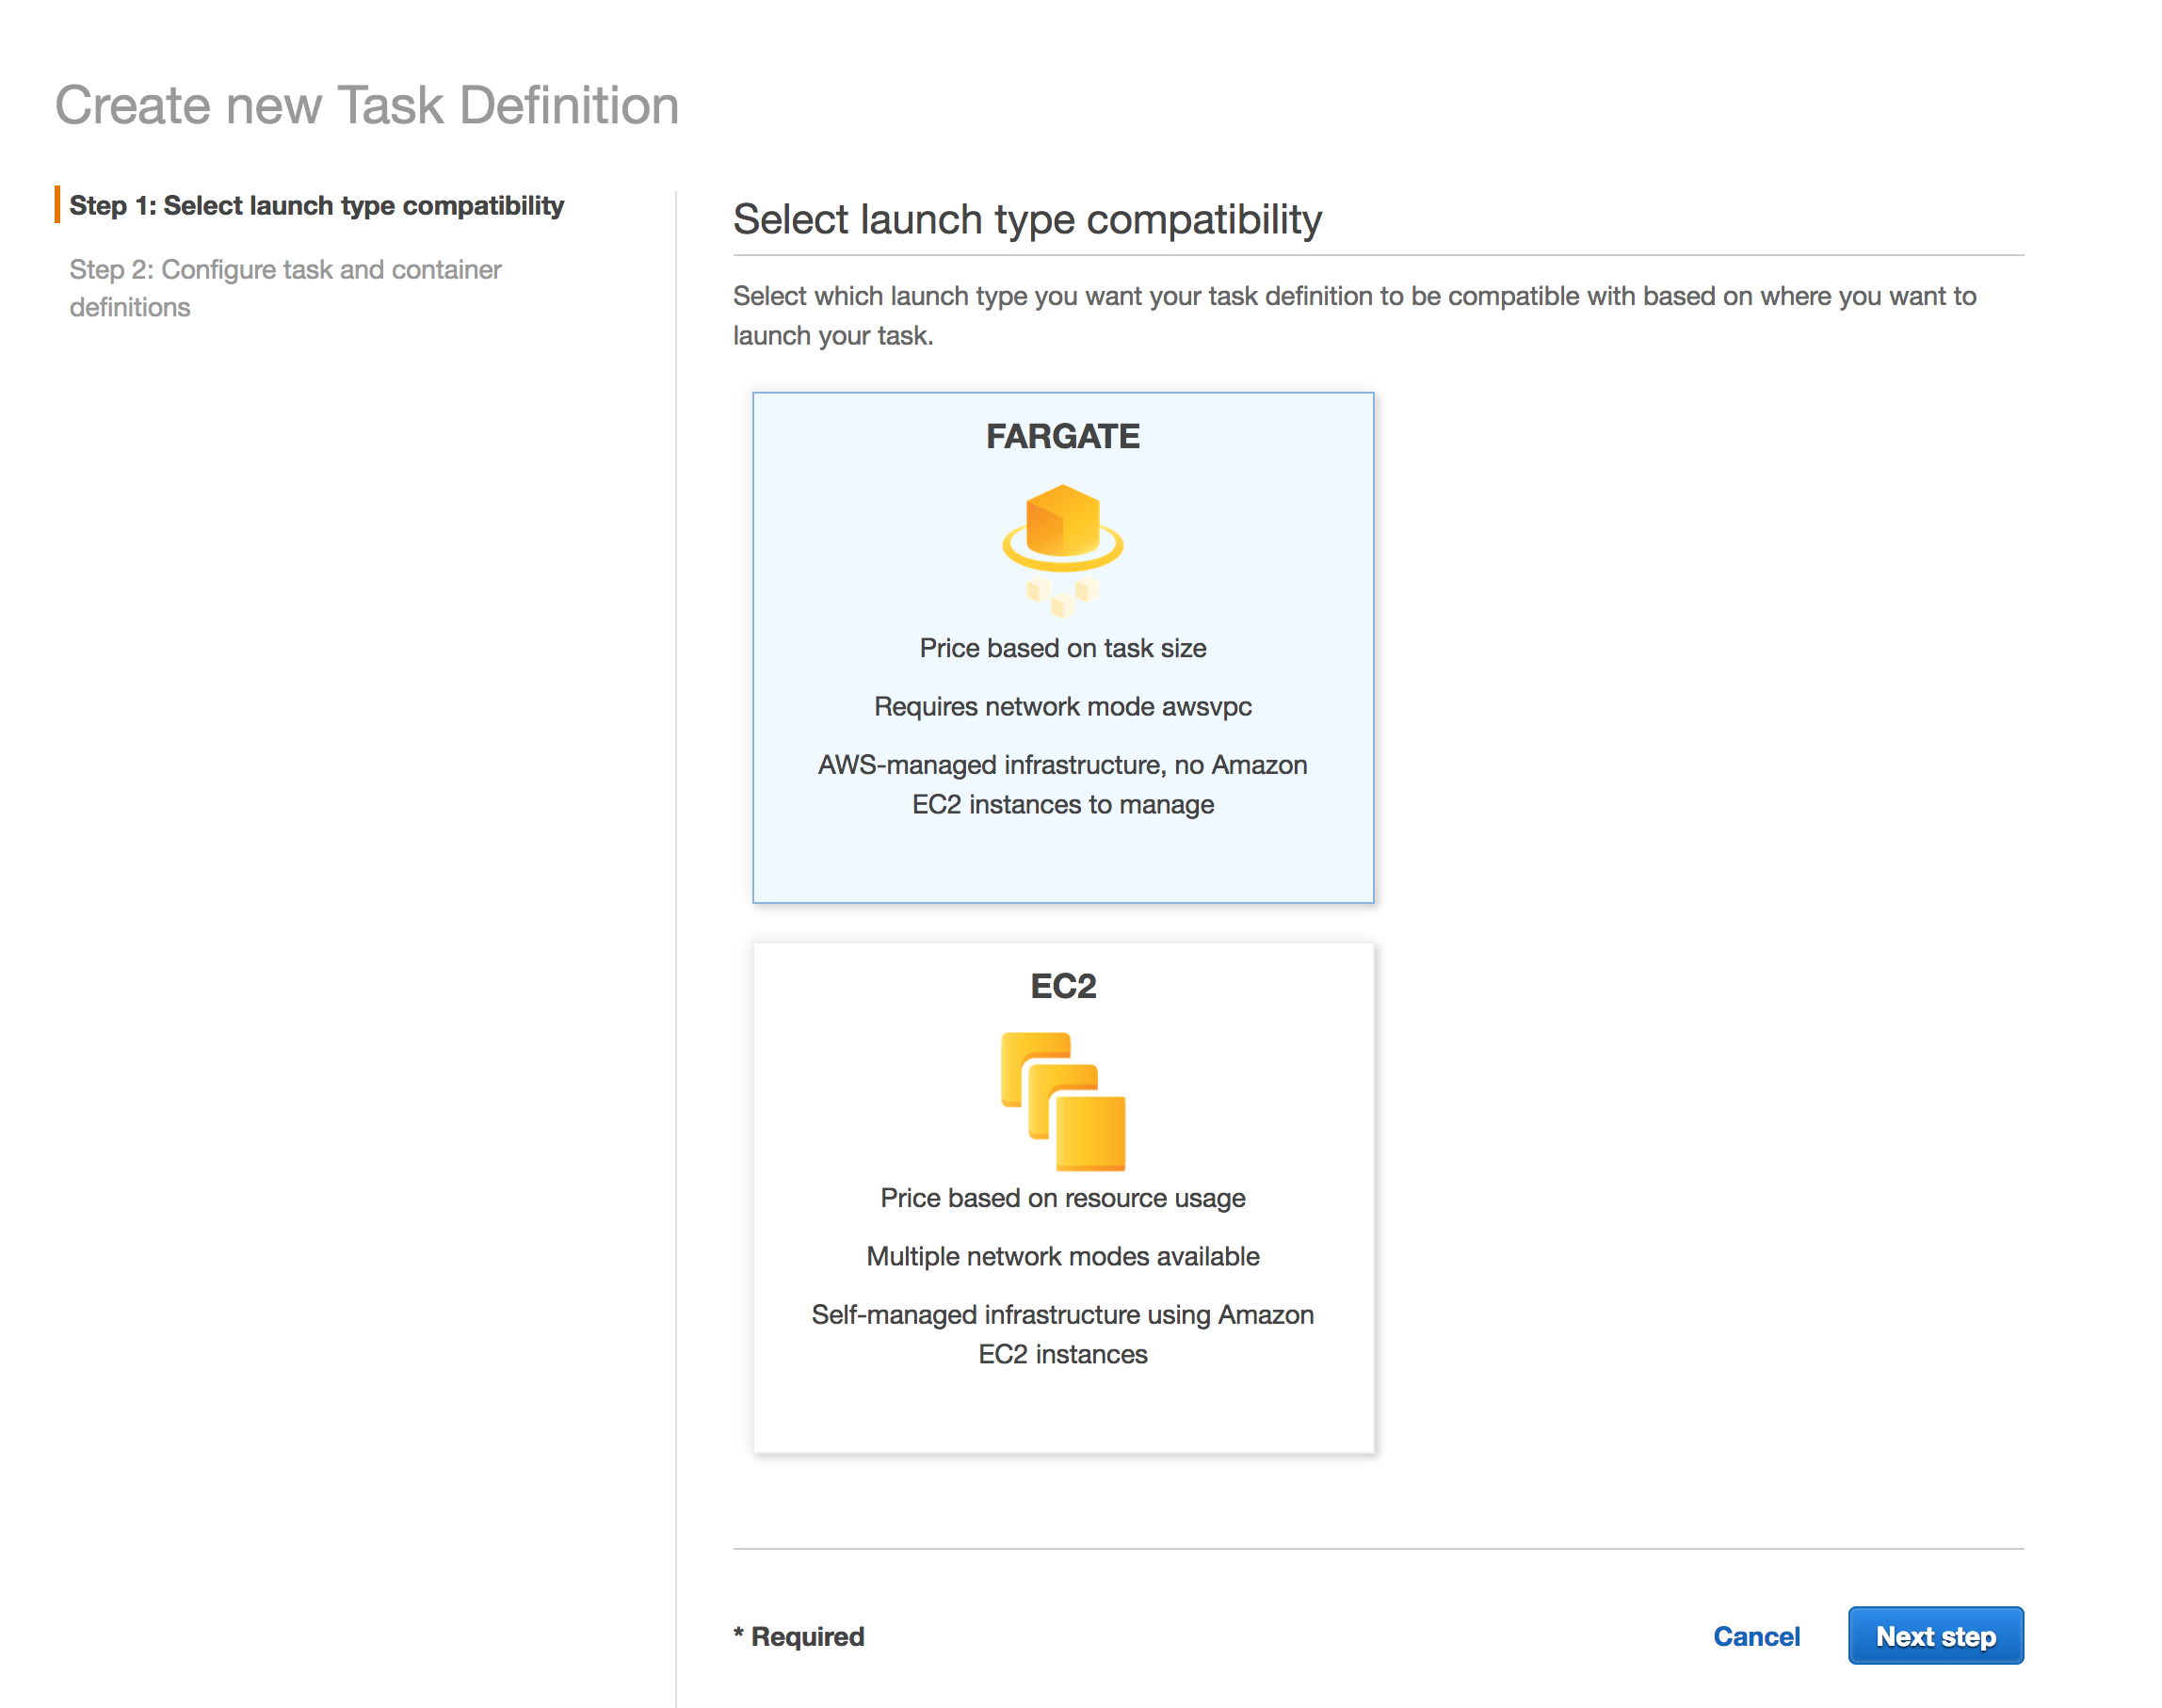 Create new Task Definition
Step 1: Select launch type compatibility
Step 2: Configure task and container
definitions
Select launch type compatibility
Select which launch type you want your task definition to be compatible with based on where you want to
launch your task.
FARGATE
Price based on task size
Requires network mode awsvpc
AWS-managed infrastructure, no Amazon
EC2 instances to manage
EC2
Price based on resource usage
Multiple network modes available
Self-managed infrastructure using Amazon
EC2 instances
* Required
Cancel
Next step